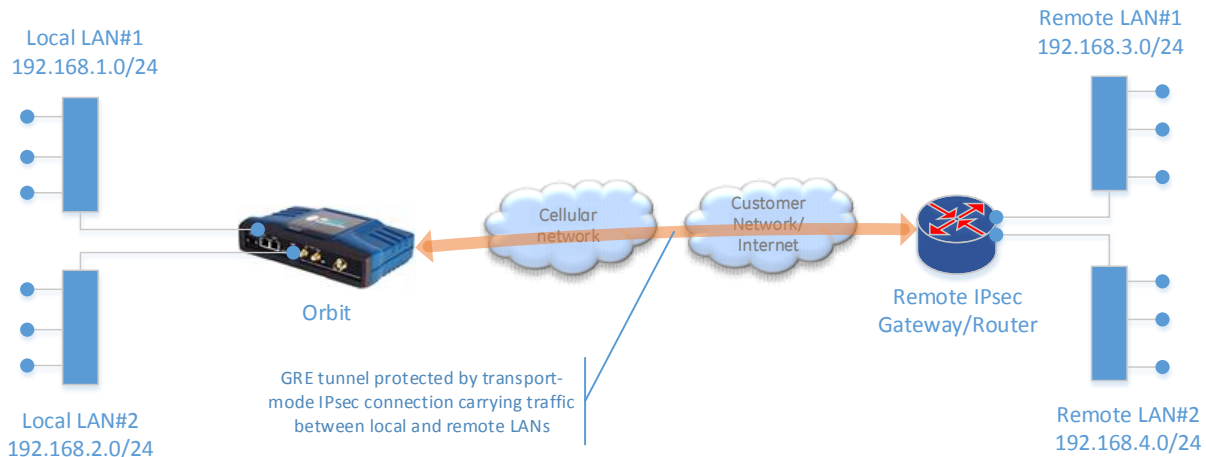 Local LAN#1
192.168.1.0/24
Remote LAN#1
192.168.3.0/24
Cellular
network
Customer
Network/
Internet
Orbit
Remote IPsec
Gateway/Router
GRE tunnel protected by transport-
mode IPsec connection carrying traffic
between local and remote LANs
Local LAN#2
192.168.2.0/24
Remote LAN#2
192.168.4.0/24